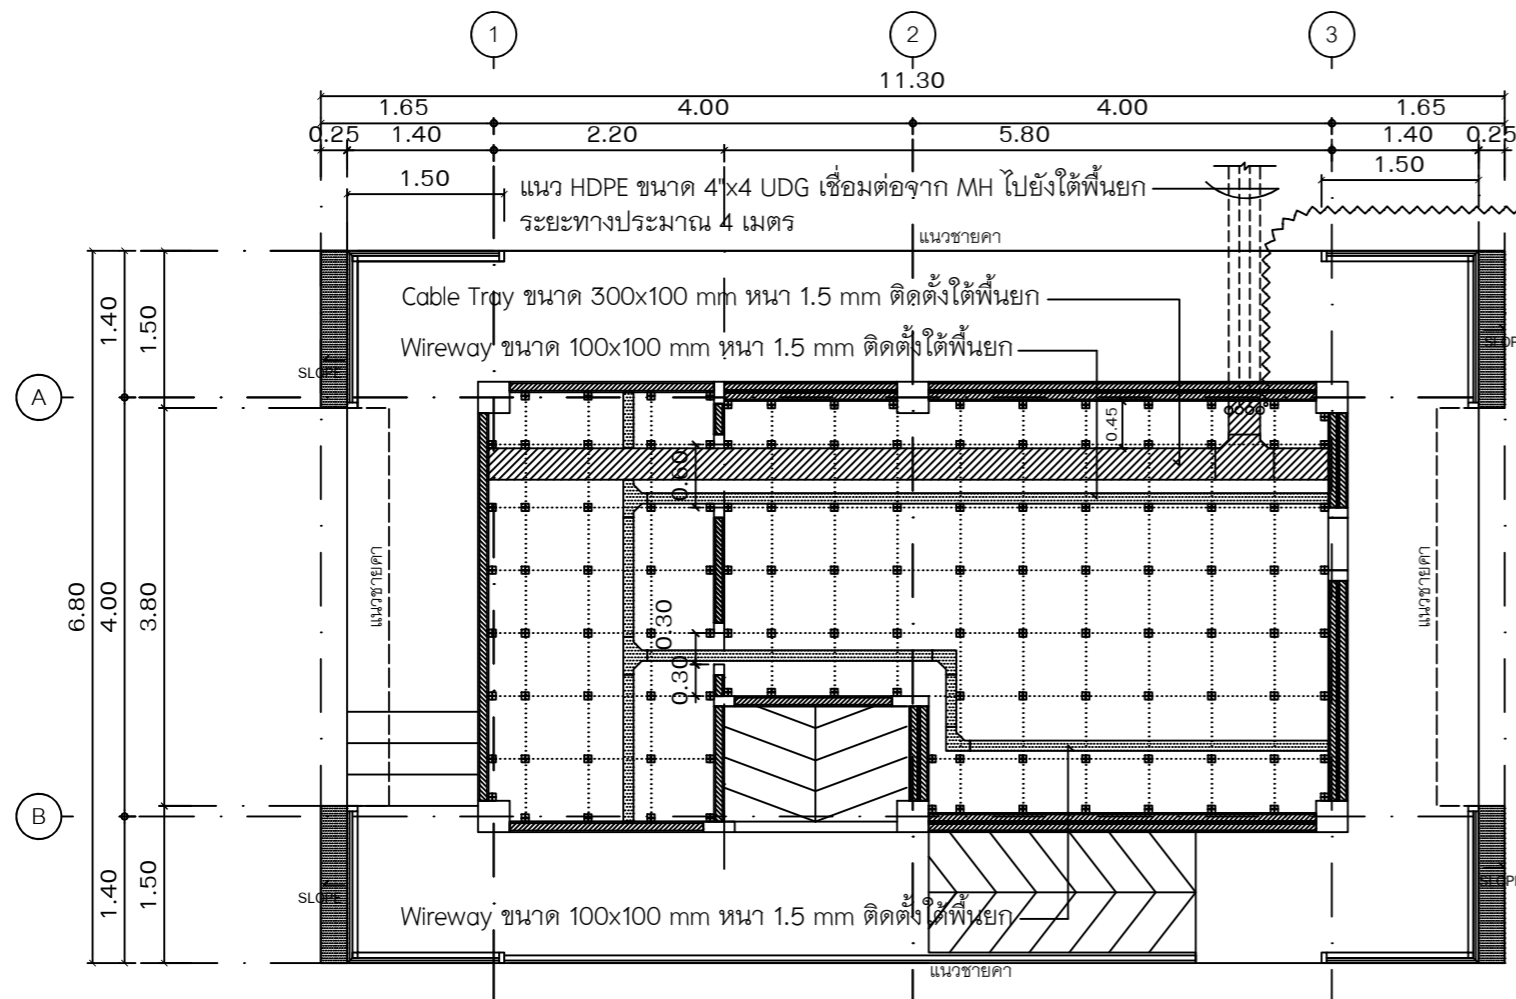 1 2 3
11.30
1.65 4.00 4.00 1.65
0.25 1.40 2.20 5.80 1.40 0.25
1.50 1.50
แนว HDPE ขนาด 4"x4 UDG เชื่อมต่อจาก MH ไปยังใต้พื้นยก
ระยะทางประมาณ 4 เมตร
แนวชายคา
Cable Tray ขนาด 300x100 mm หนา 1.5 mm ติดตั้งใต้พื้นยก
Wireway ขนาด 100x100 mm หนา 1.5 mm ติดตั้งใต้พื้นยก
1.40 1.50
SLOPE SLOP
A
0.45
0.60
แนวชายคา แนวชายคา
6.80 4.00 3.80
0.30
0.30
B
1.40 1.50
SLOPE SLOPE
Wireway ขนาด 100x100 mm หนา 1.5 mm ติดตั้งใต้พื้นยก
แนวชายคา